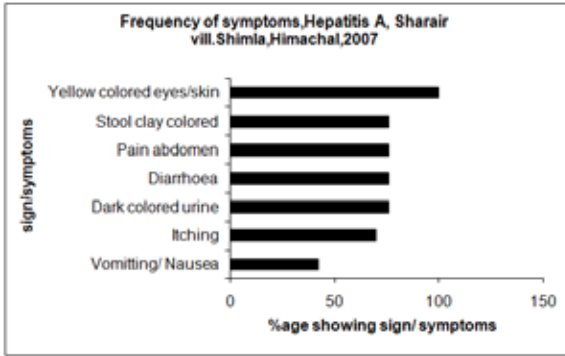 Frequency of symptoms,Hepatitis A, Sharair
vill.Shimla,Himachal,2007
sign/symptoms
Yellow colored eyes/skin
Stool clay colored
Pain abdomen
Diarrhoea
Dark colored urine
Itching
Vomitting/ Nausea
0 50 100 150
%age showing sign/ symptoms